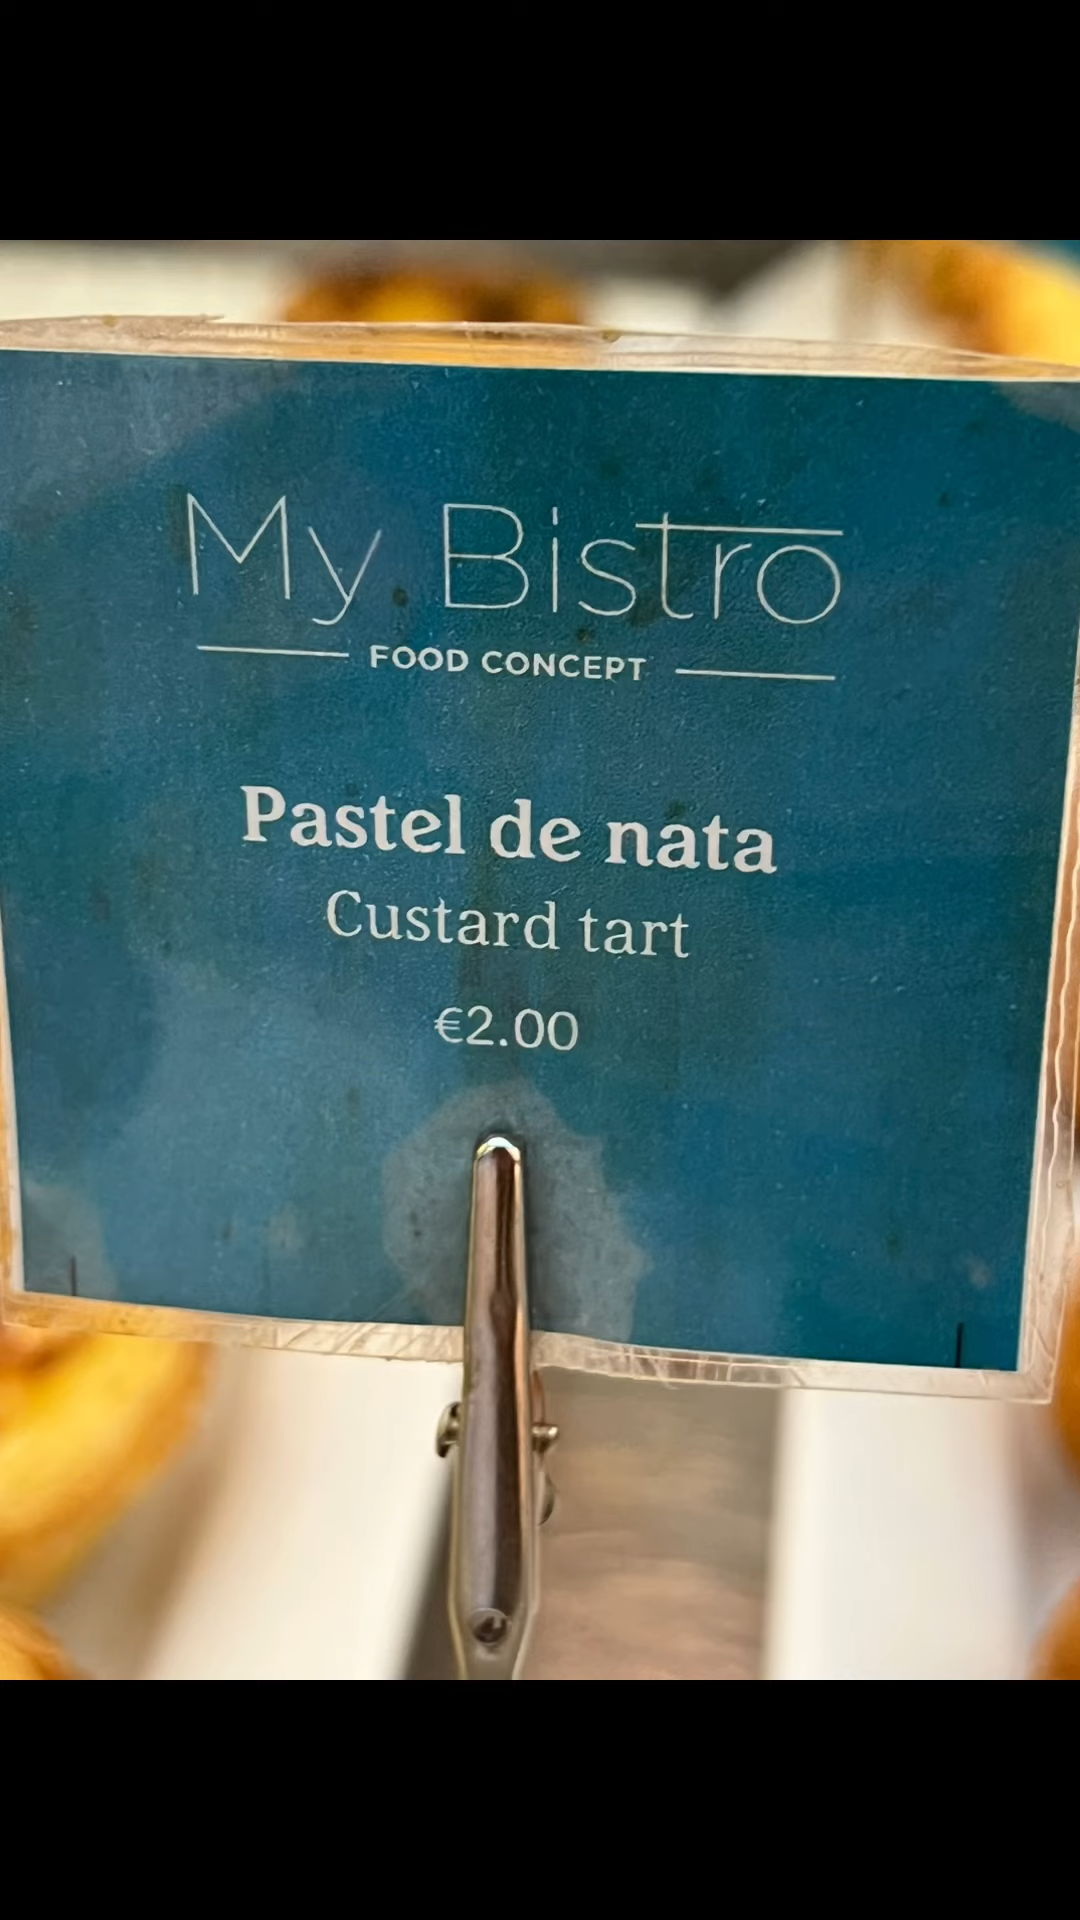 My Bistro
FOOD CONCEPT
Pastel de nata
Custard tart
€2.00